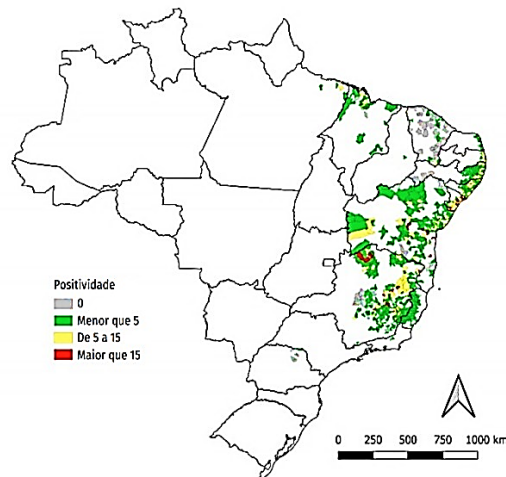 Positividade
0
Menor que 5
De 5 a 15
Maior que 15
0 250 500 750 1000 km